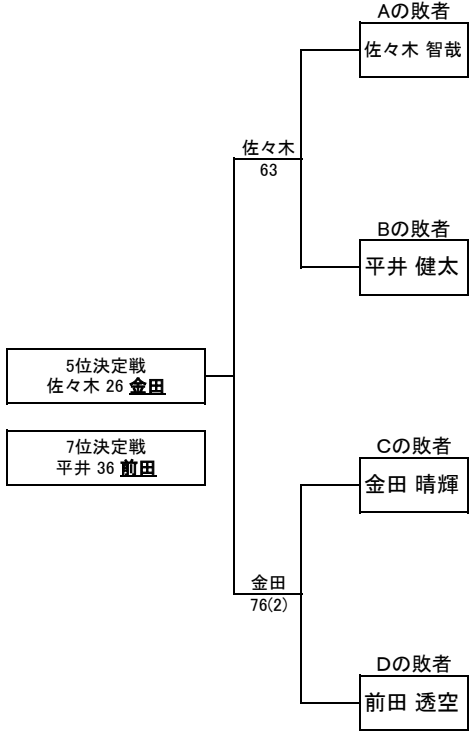 Aの敗者
佐々木 智哉
佐々木
63
Bの敗者
平井 健太
5位決定戦
佐々木 26 金田
7位決定戦
平井 36 前田
Cの敗者
金田 晴輝
金田
76(2)
Dの敗者
前田 透空